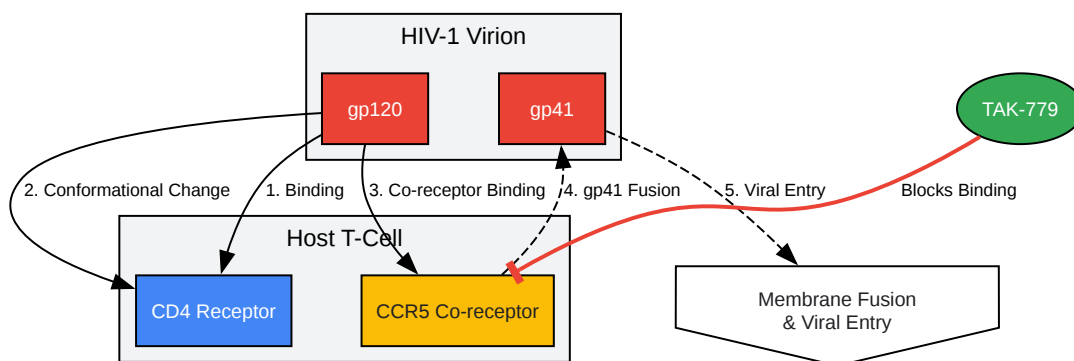 HIV-1 Virion
gp120
gp41
TAK-779
2. Conformational Change
1. Binding
3. Co-receptor Binding
4. gp41 Fusion
5. Viral Entry
Blocks Binding
Host T-Cell
CD4 Receptor
CCR5 Co-receptor
Membrane Fusion
& Viral Entry